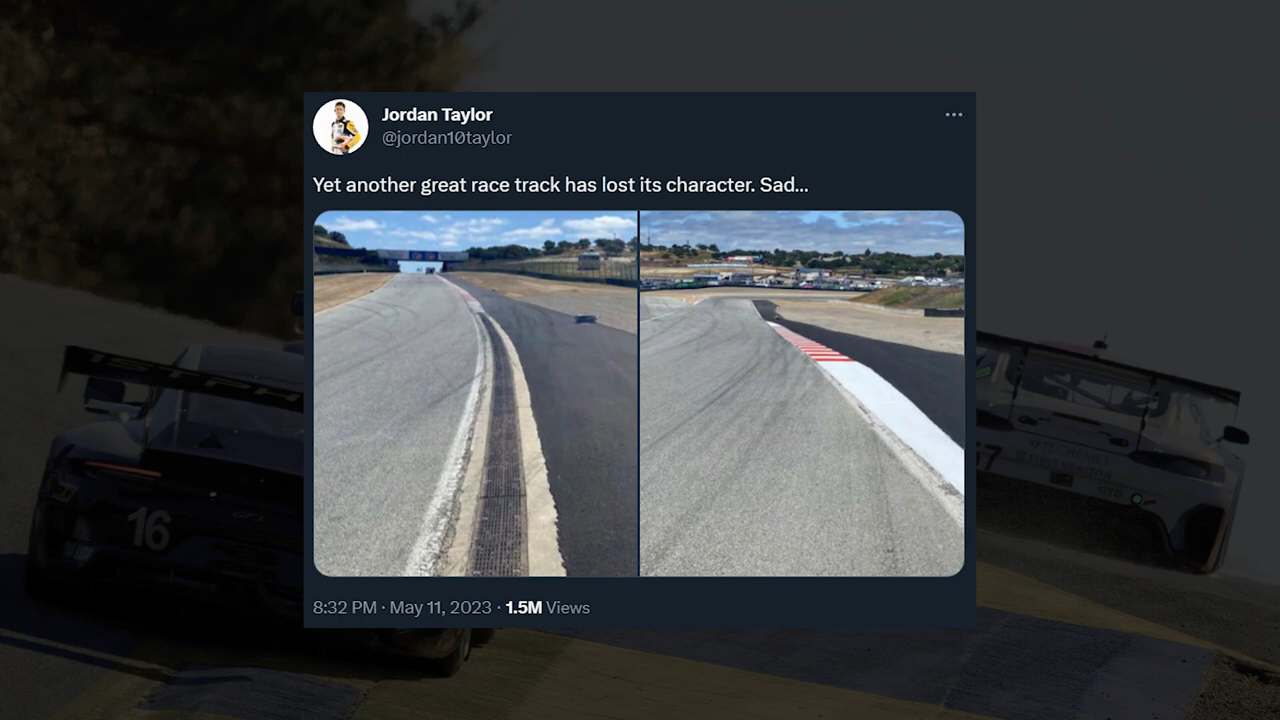 Jordan Taylor
@jordan10taylor
Yet another great race track has lost its character. Sad...
8:32 PM · May 11, 2023 · 1.5M Views
16